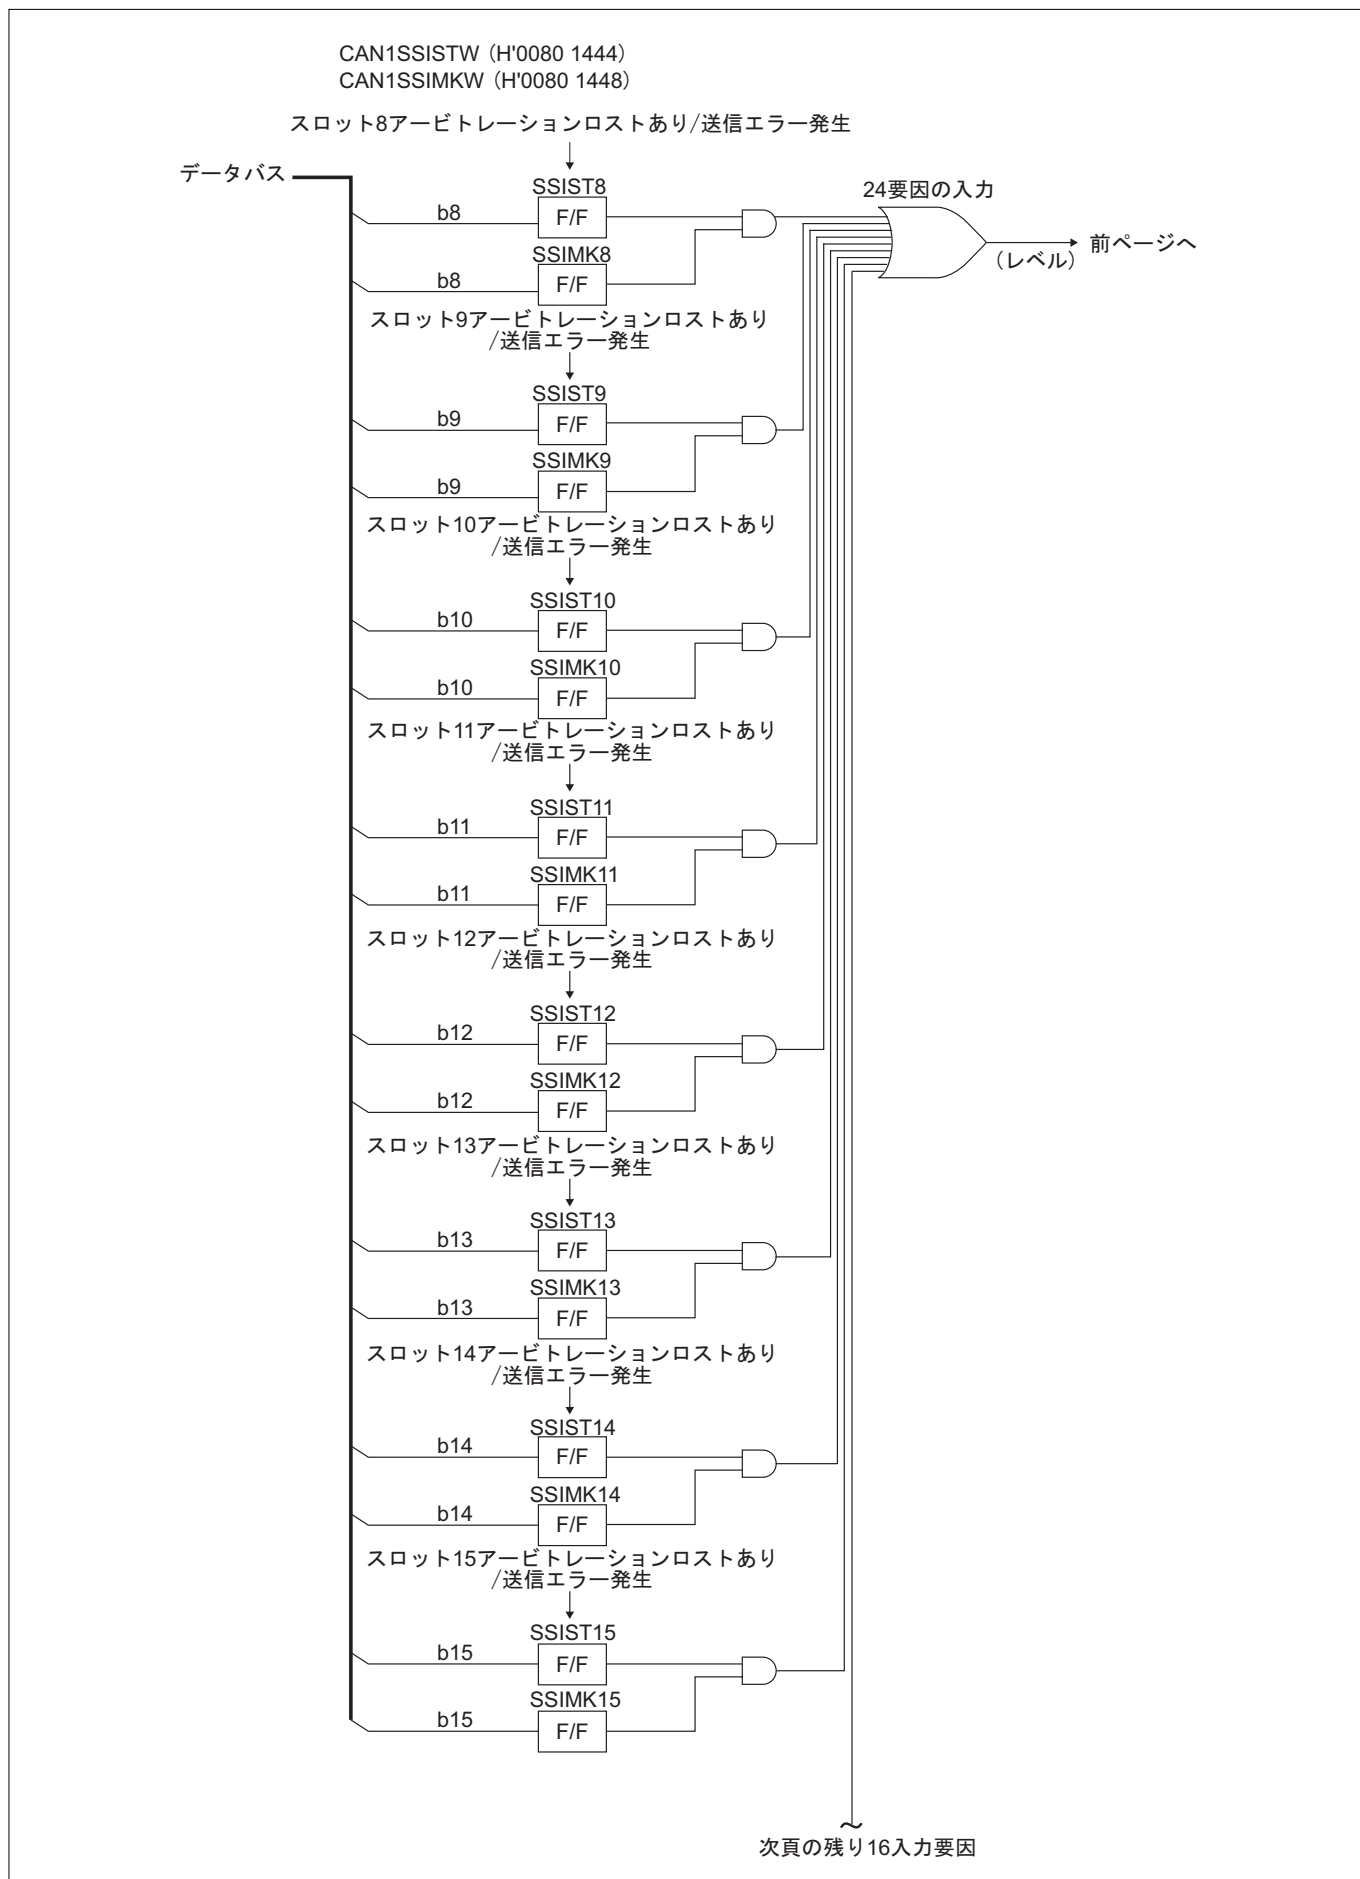 CAN1SSISTW（H'0080 1444）
CAN1SSIMKW（H'0080 1448）
スロット8アービトレーションロストあり/送信エラー発生
データバス
SSIST8
24要因の入力
b8
F/F
前ページへ
（レベル）
SSIMK8
b8
F/F
スロット9アービトレーションロストあり
/送信エラー発生
SSIST9
b9
F/F
SSIMK9
b9
F/F
スロット10アービトレーションロストあり
/送信エラー発生
SSIST10
b10
F/F
SSIMK10
b10
F/F
スロット11アービトレーションロストあり
/送信エラー発生
SSIST11
b11
F/F
SSIMK11
b11
F/F
スロット12アービトレーションロストあり
/送信エラー発生
SSIST12
b12
F/F
SSIMK12
b12
F/F
スロット13アービトレーションロストあり
/送信エラー発生
SSIST13
b13
F/F
SSIMK13
b13
F/F
スロット14アービトレーションロストあり
/送信エラー発生
SSIST14
b14
F/F
SSIMK14
b14
F/F
スロット15アービトレーションロストあり
/送信エラー発生
SSIST15
b15
F/F
SSIMK15
b15
F/F
次頁の残り16入力要因